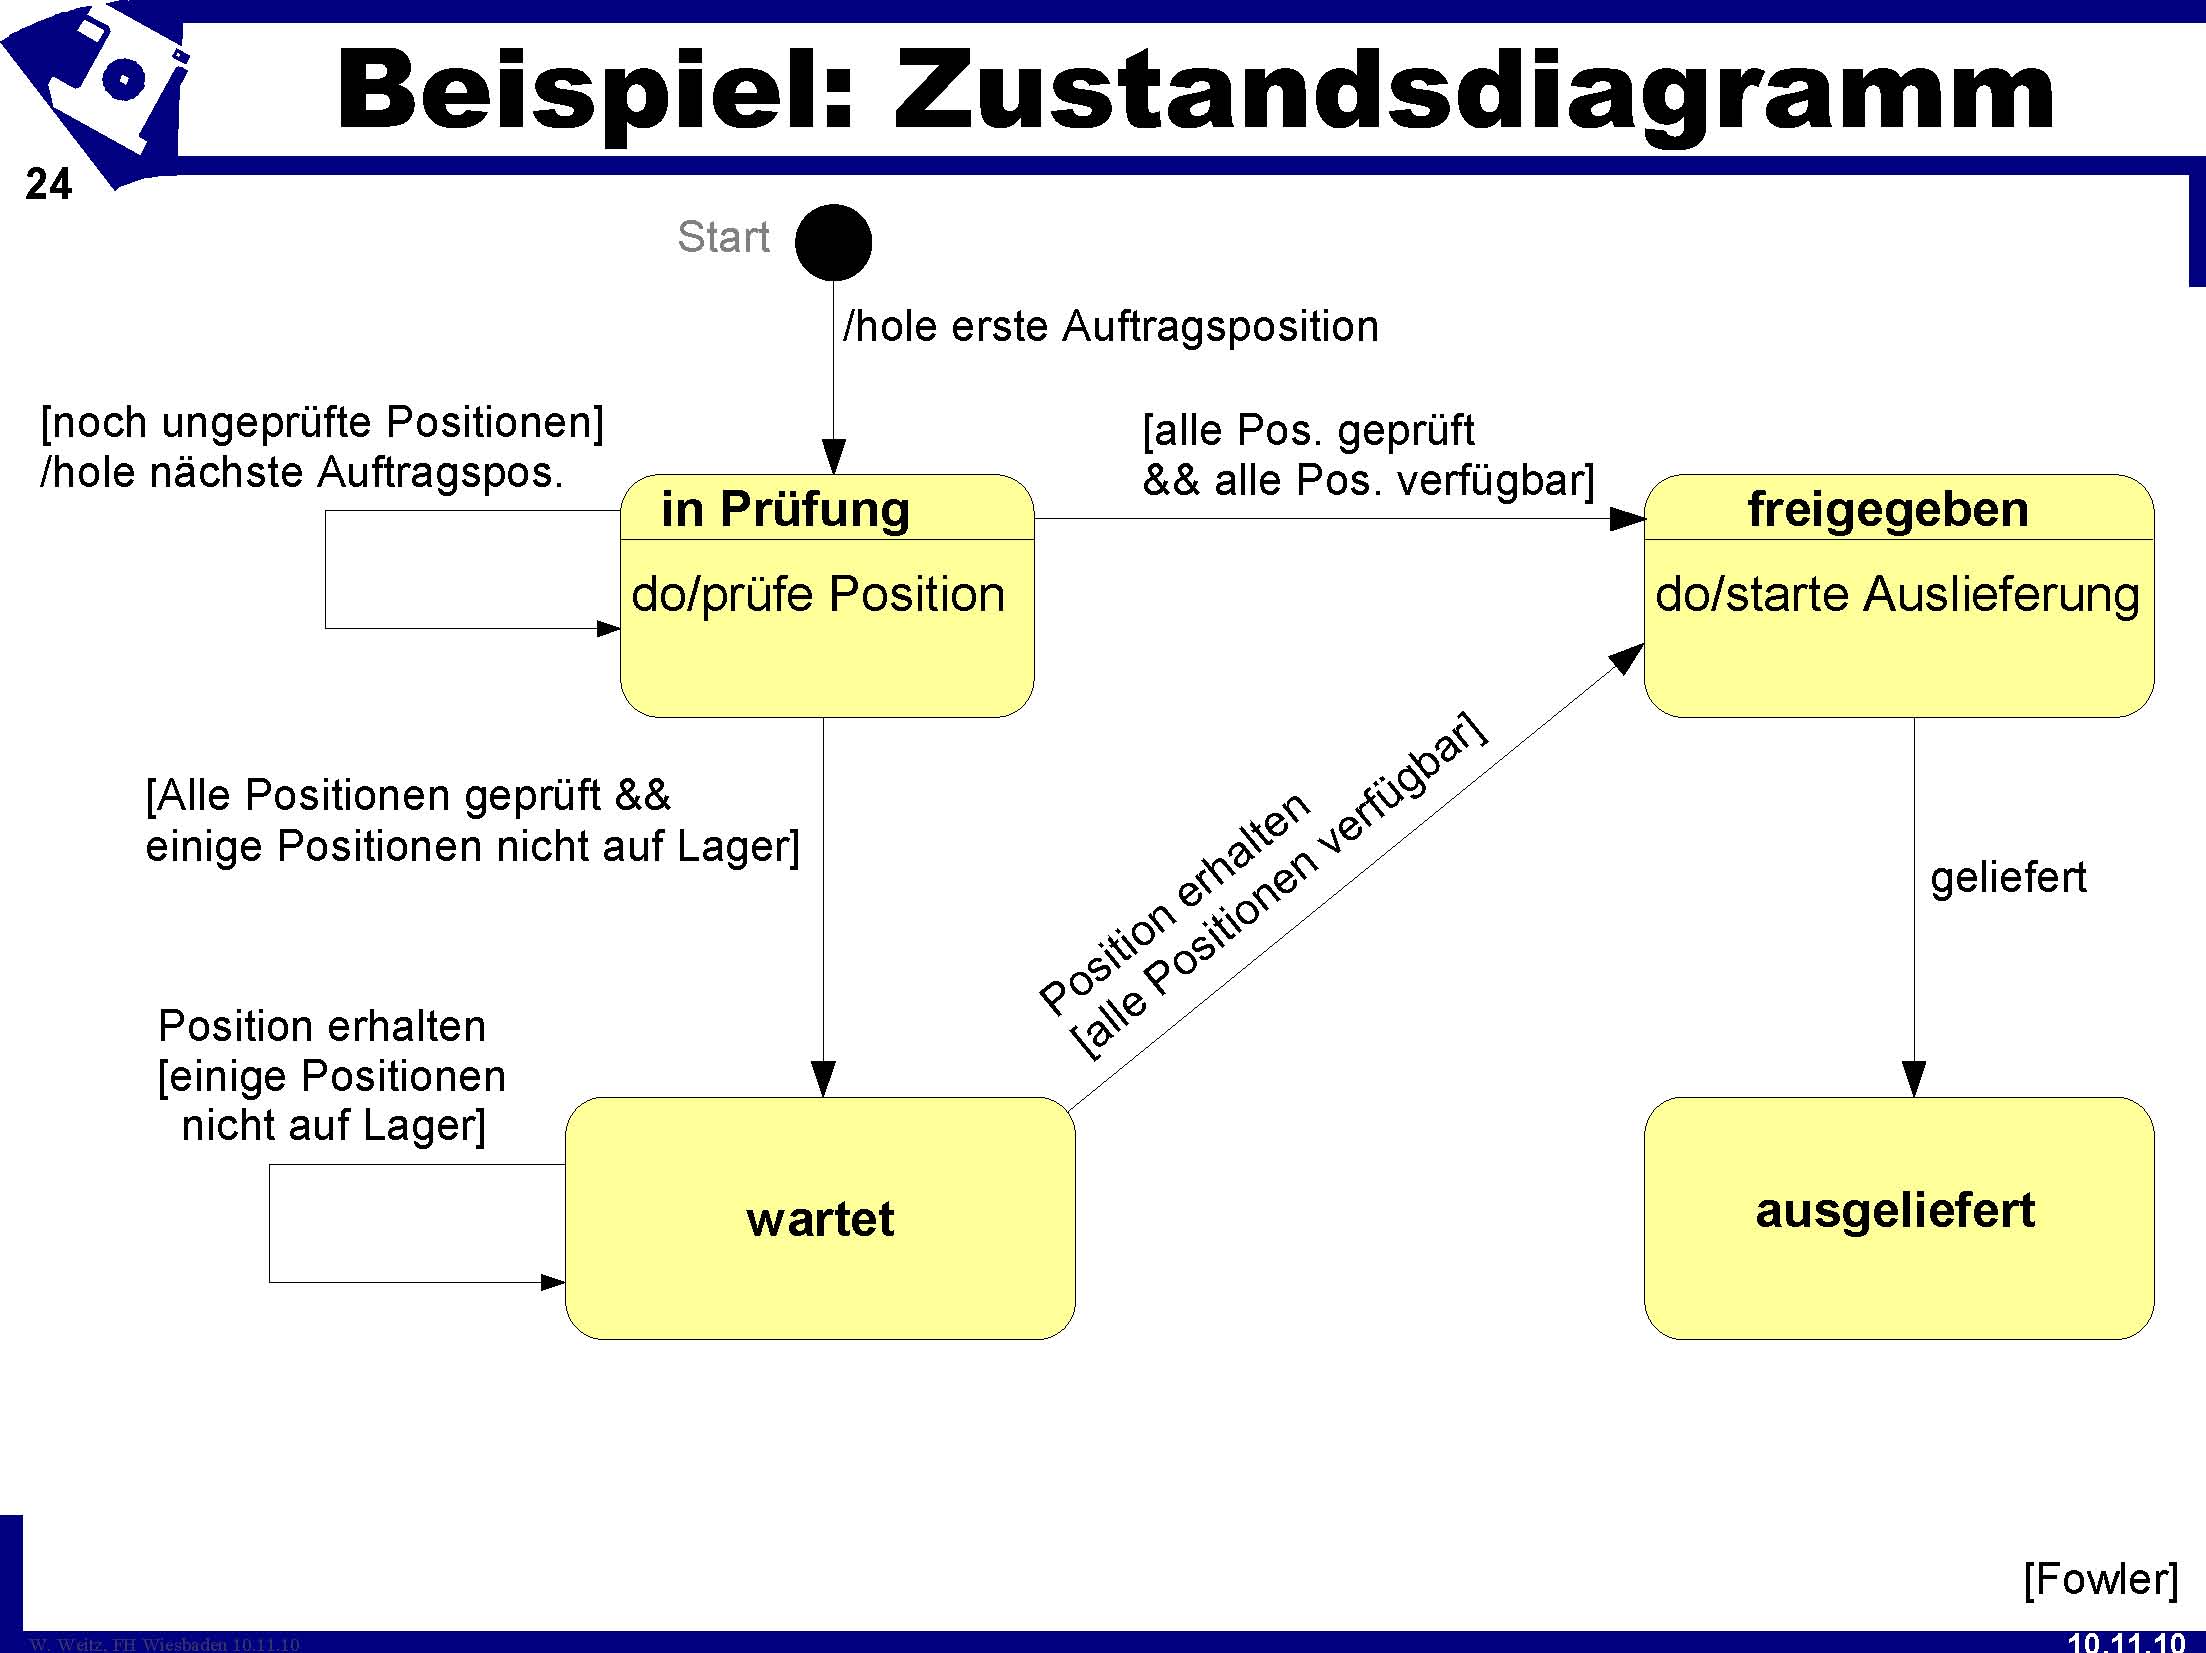 Beispiel: Zustandsdiagramm
24
Start
/hole erste Auftragsposition
[noch ungeprüfte Positionen]
/hole nächste Auftragspos.
[alle Pos. geprüft
&& alle Pos. verfügbar]
in Prüfung
do/prüfe Position
freigegeben
do/starte Auslieferung
[Alle Positionen geprüft &&
einige Positionen nicht auf Lager]
Position erhalten
[alle Positionen verfügbar]
geliefert
Position erhalten
[einige Positionen
nicht auf Lager]
wartet
ausgeliefert
[Fowler]
W. Weitz, FH Wiesbaden 10.11.10
10.11.10